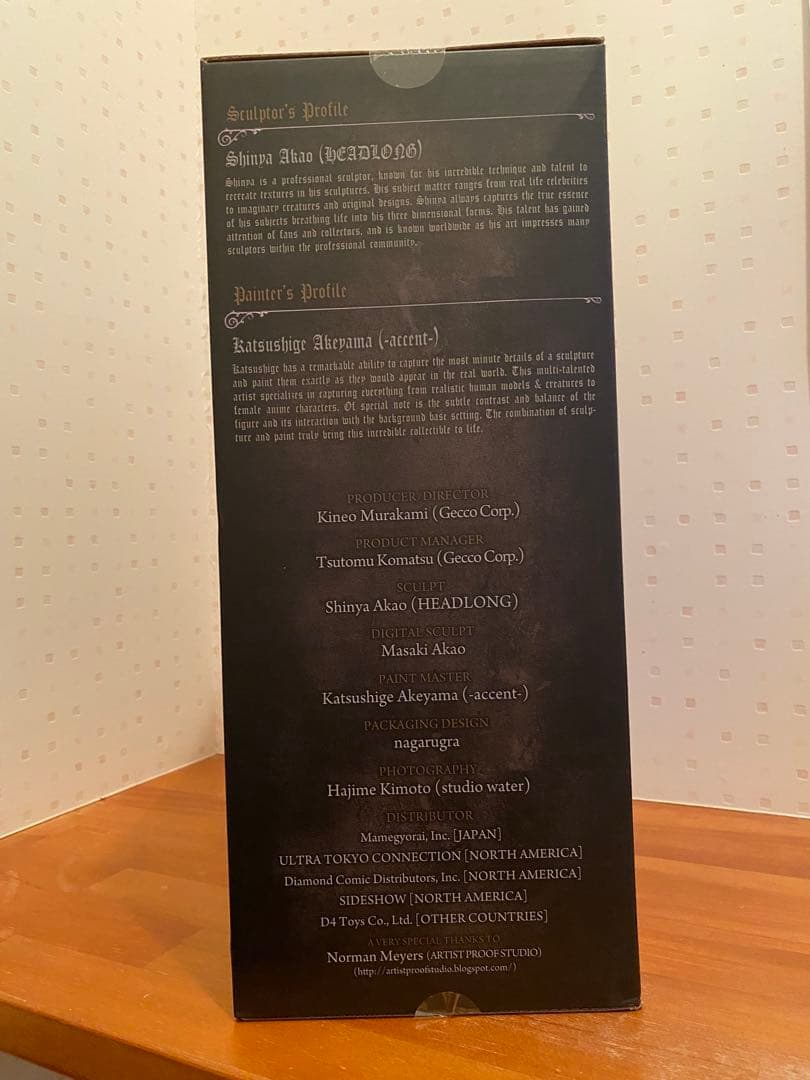 Sculptor's Profile
Shinya Akao (HEADLONG)
Shinya is a professional sculptor, known for his incredible technique and talent to
recreate textures in his sculptures. His subject matter ranges from real life celebrities
to imaginary creatures and original designs. Shinya always captures the true essence
of his subjects breathing life into his three dimensional forms. His talent has gained
attention of fans and collectors, and is known worldwide as his art impresses many
sculptors within the professional community.
Painter's Profile
Katsushige Akeyama (-accent-)
Katsushige has a remarkable ability to capture the most minute details of a sculpture
and paint them exactly as they would appear in the real world. This multi-talented
artist specializes in capturing everything from realistic human models & creatures to
female anime characters. Of special note is the subtle contrast and balance of the
figure and its interaction with the background base setting. The combination of sculp-
ture and paint truly bring this incredible collectible to life.
PRODUCER/DIRECTOR
Kineo Murakami (Gecco Corp.)
PRODUCT MANAGER
Tsutomu Komatsu (Gecco Corp.)
SCULPT
Shinya Akao (HEADLONG)
DIGITAL SCULPT
Masaki Akao
PAINT MASTER
Katsushige Akeyama (-accent-)
PACKAGING DESIGN
nagarugra
PHOTOGRAPHY
Hajime Kimoto (studio water)
DISTRIBUTOR
Mamegyorai, Inc. [JAPAN]
ULTRA TOKYO CONNECTION [NORTH AMERICA]
Diamond Comic Distributors, Inc. [NORTH AMERICA]
SIDESHOW [NORTH AMERICA]
D4 Toys Co., Ltd. [OTHER COUNTRIES]
A VERY SPECIAL THANKS TO
Norman Meyers (ARTIST PROOF STUDIO)
(http://artistproofstudio.blogspot.com/)